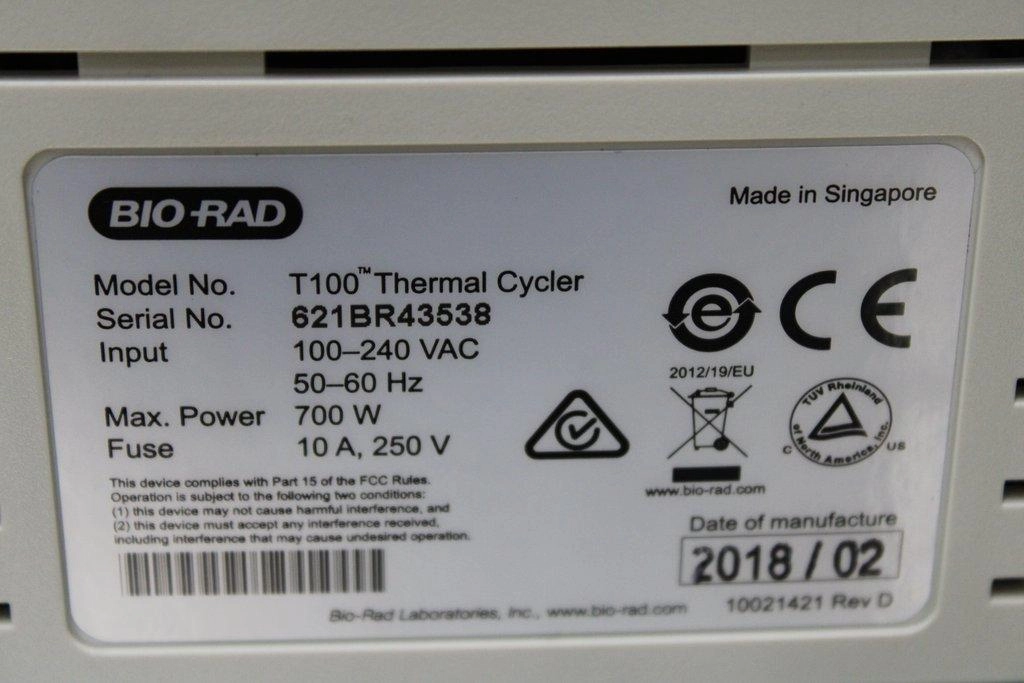 BIO-RAD
Made in Singapore
Model No. T100™ Thermal Cycler
Serial No. 621BR43538
Input 100–240 VAC
50–60 Hz
Max. Power 700 W
Fuse 10 A, 250 V
e
CE
2012/19/EU
www.bio-rad.com
TÜV Rheinland
of North America, Inc.
C US
This device complies with Part 15 of the FCC Rules.
Operation is subject to the following two conditions:
(1) this device may not cause harmful interference, and
(2) this device must accept any interference received,
including interference that may cause undesired operation.
Date of manufacture
2018 / 02
Bio-Rad Laboratories, Inc., www.bio-rad.com
10021421 Rev D